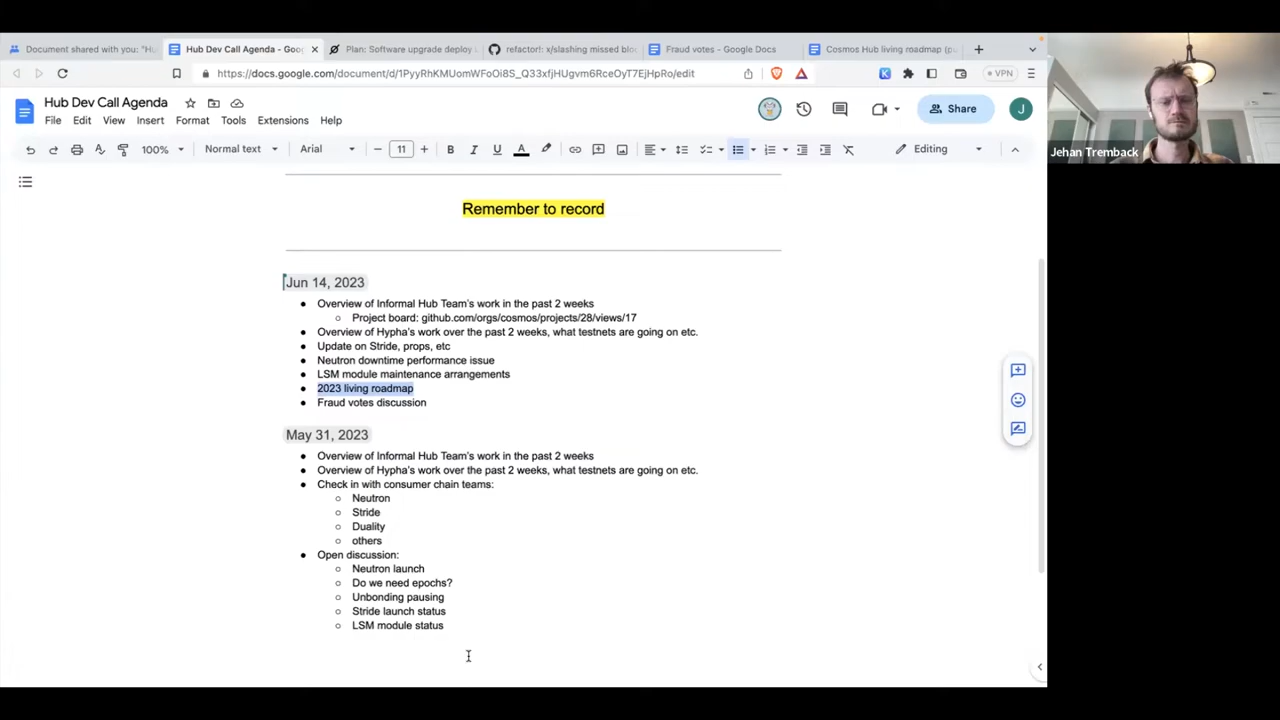 Document shared with you: "Hu
Hub Dev Call Agenda - Goo
Plan: Software upgrade deploy
refactor!: x/slashing missed blo
Fraud votes - Google Docs
Cosmos Hub living roadmap (pu
https://docs.google.com/document/d/1PyyRhKMUomWFoOi8S_Q33xfjHUgvm6RceOyT7EjHpRo/edit
VPN
Hub Dev Call Agenda
File Edit View Insert Format Tools Extensions Help
Share
J
100% Normal text Arial 11 Editing
Remember to record
Jun 14, 2023
● Overview of Informal Hub Team's work in the past 2 weeks
○ Project board: github.com/orgs/cosmos/projects/28/views/17
● Overview of Hypha's work over the past 2 weeks, what testnets are going on etc.
● Update on Stride, props, etc
● Neutron downtime performance issue
● LSM module maintenance arrangements
● 2023 living roadmap
● Fraud votes discussion
May 31, 2023
● Overview of Informal Hub Team's work in the past 2 weeks
● Overview of Hypha's work over the past 2 weeks, what testnets are going on etc.
● Check in with consumer chain teams:
○ Neutron
○ Stride
○ Duality
○ others
● Open discussion:
○ Neutron launch
○ Do we need epochs?
○ Unbonding pausing
○ Stride launch status
○ LSM module status
Jehan Tremback